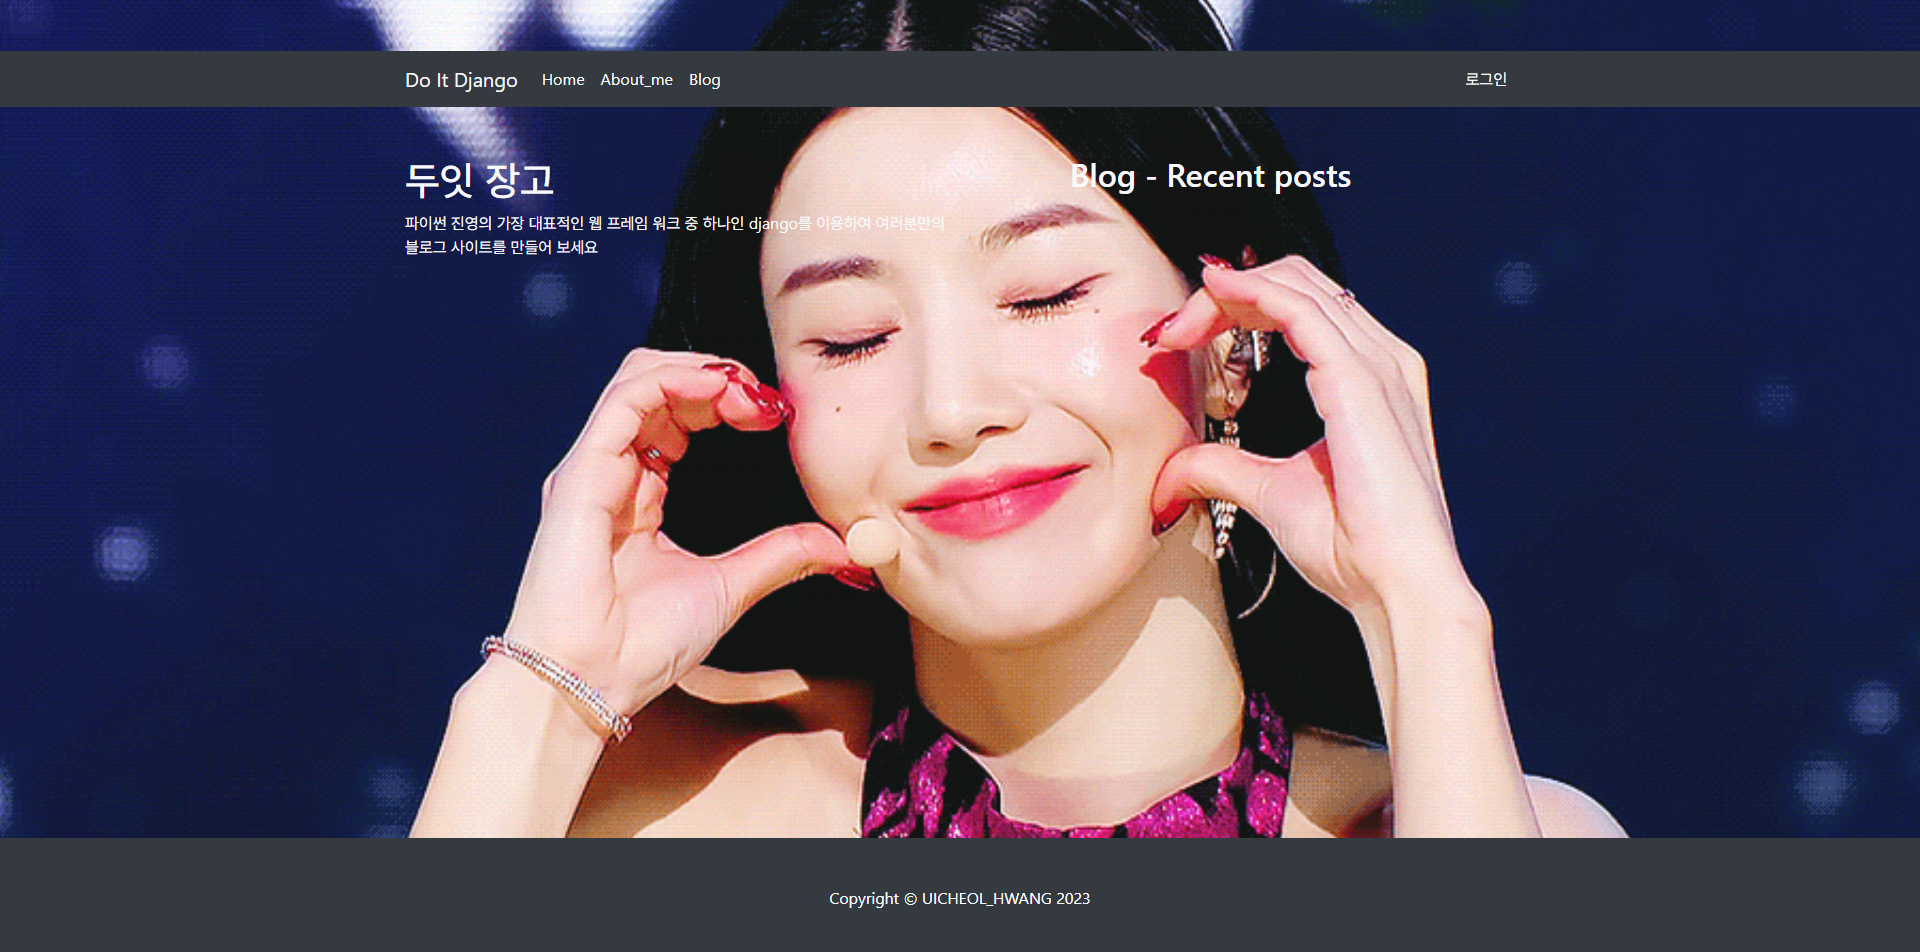 Do It Django Home About_me Blog 로그인
두잇 장고
파이썬 진영의 가장 대표적인 웹 프레임 워크 중 하나인 django를 이용하여 여러분만의
블로그 사이트를 만들어 보세요
Blog - Recent posts
Copyright © UICHEOL_HWANG 2023